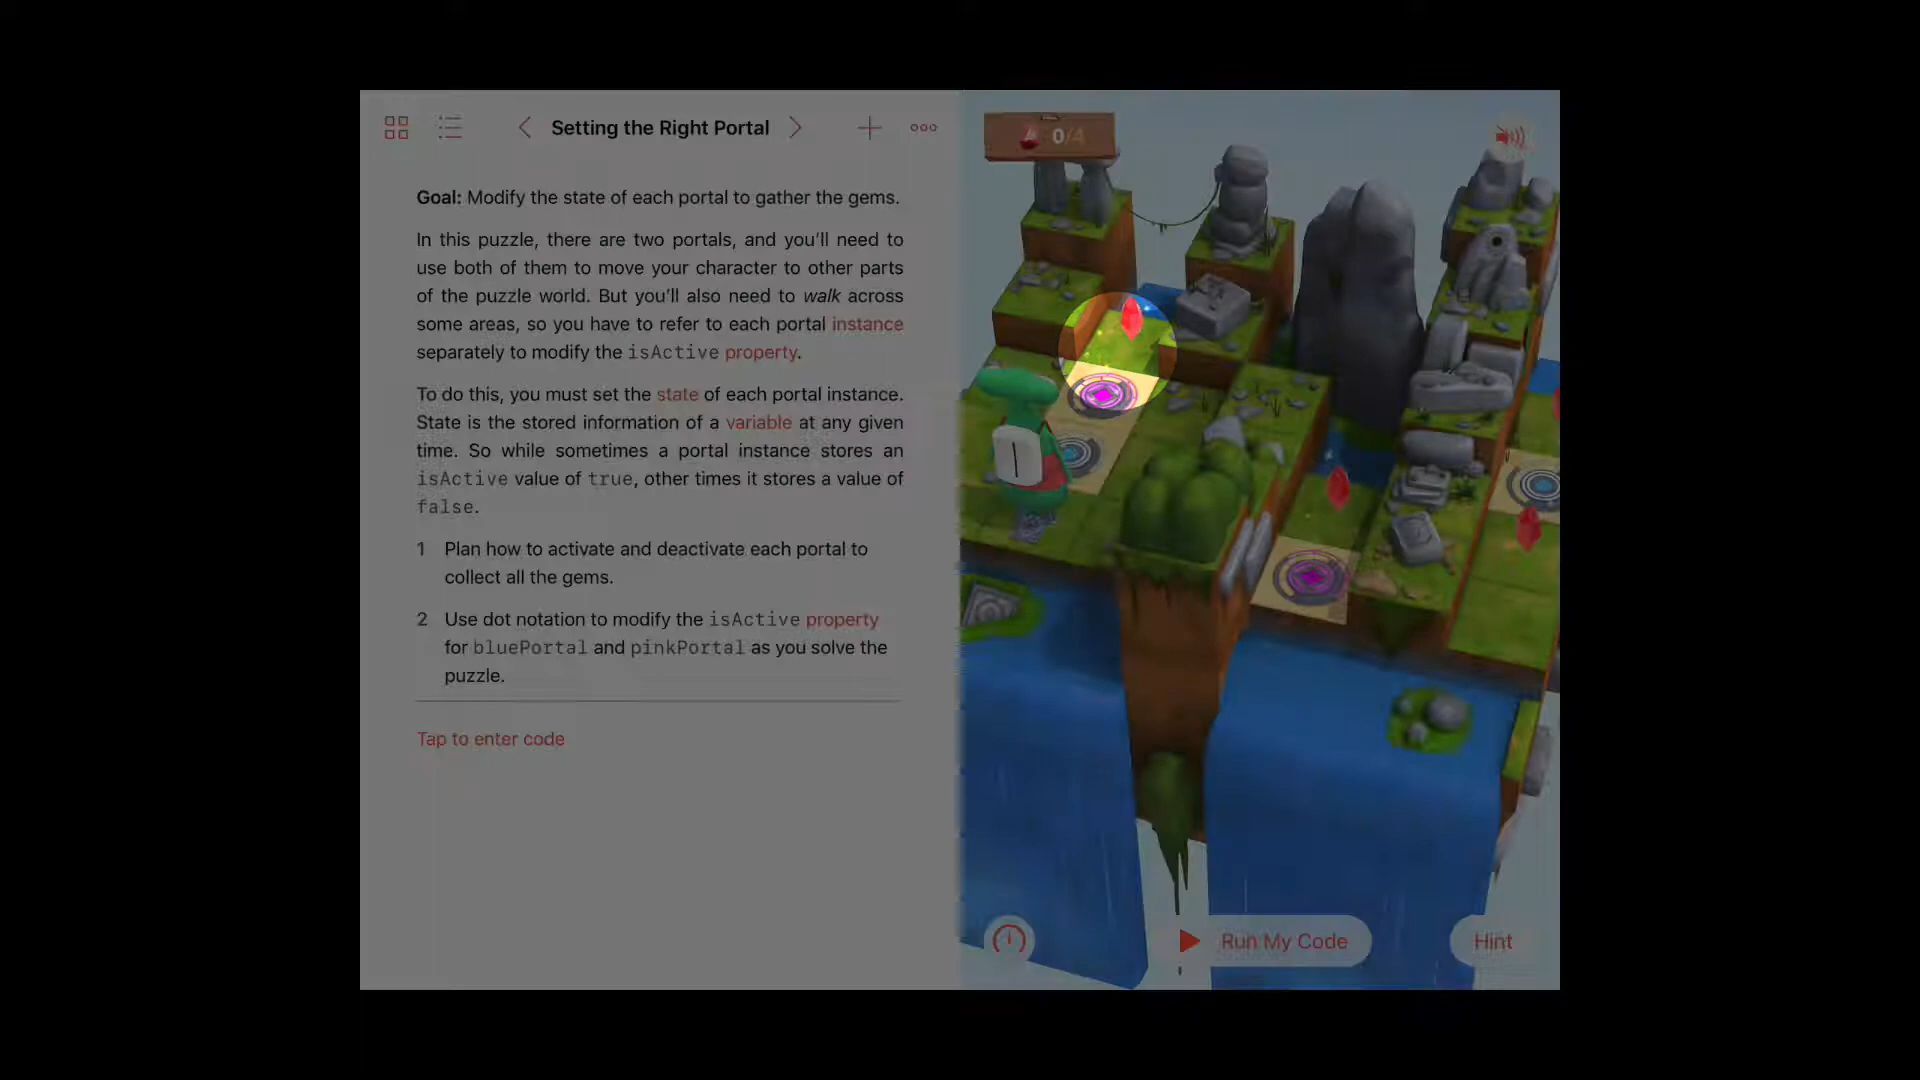 Setting the Right Portal
0/4
Goal: Modify the state of each portal to gather the gems.
In this puzzle, there are two portals, and you’ll need to
use both of them to move your character to other parts
of the puzzle world. But you’ll also need to walk across
some areas, so you have to refer to each portal instance
separately to modify the isActive property.
To do this, you must set the state of each portal instance.
State is the stored information of a variable at any given
time. So while sometimes a portal instance stores an
isActive value of true, other times it stores a value of
false.
1 Plan how to activate and deactivate each portal to
collect all the gems.
2 Use dot notation to modify the isActive property
for bluePortal and pinkPortal as you solve the
puzzle.
Tap to enter code
Run My Code
Hint